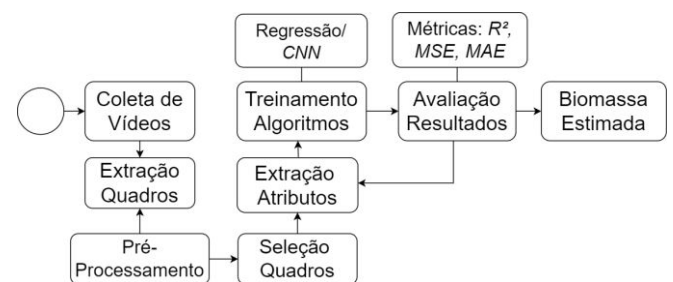 Regressão/
CNN
Métricas: R²,
MSE, MAE
Coleta de
Vídeos
Treinamento
Algoritmos
Avaliação
Resultados
Biomassa
Estimada
Extração
Quadros
Extração
Atributos
Pré-
Processamento
Seleção
Quadros